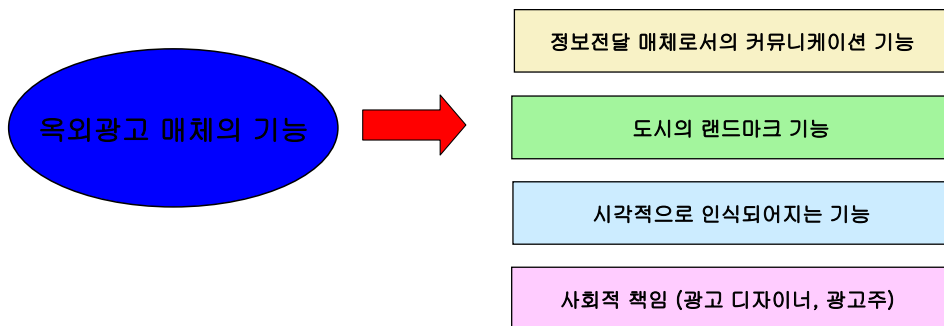 옥외광고 매체의 기능
정보전달 매체로서의 커뮤니케이션 기능
도시의 랜드마크 기능
시각적으로 인식되어지는 기능
사회적 책임 (광고 디자이너, 광고주)